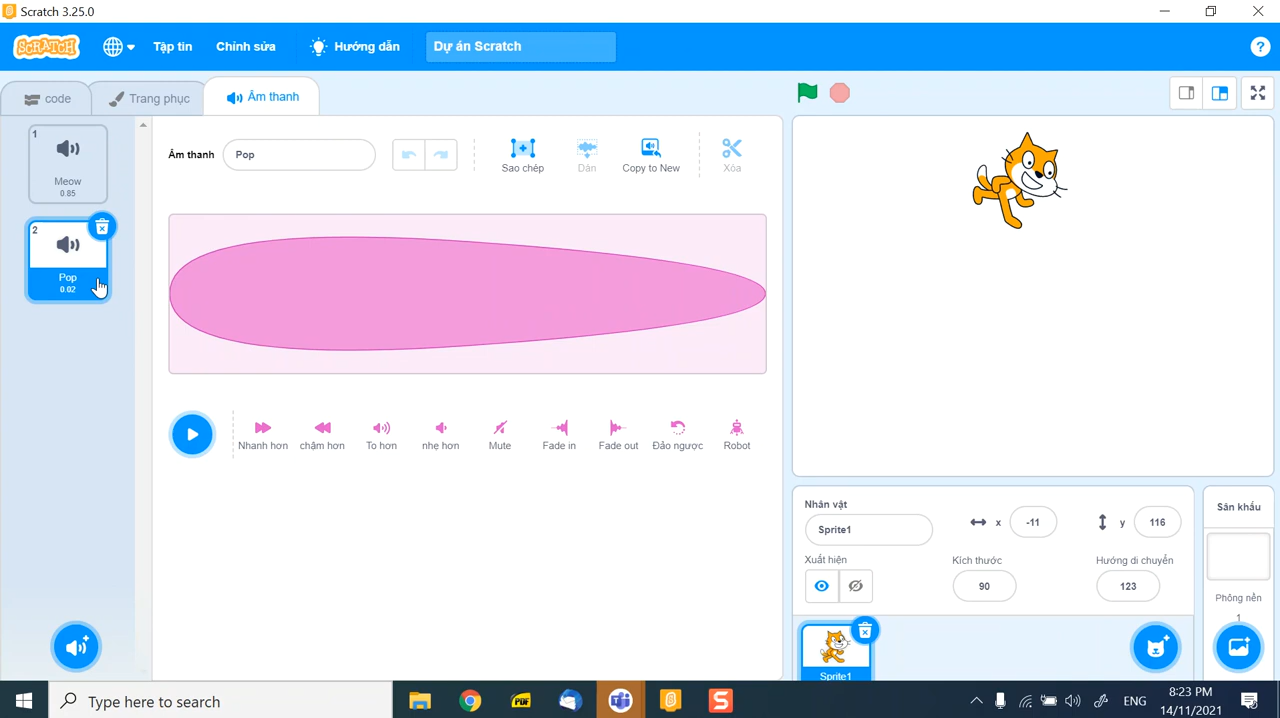 Scratch 3.25.0
SCRATCH
Tập tin
Chỉnh sửa
Hướng dẫn
Dự án Scratch
?
code
Trang phục
Âm thanh
1
Meow
0.85
2
Pop
0.02
Âm thanh
Pop
Sao chép
Dán
Copy to New
Xóa
Nhanh hơn
chậm hơn
To hơn
nhẹ hơn
Mute
Fade in
Fade out
Đảo ngược
Robot
Nhân vật
Sprite1
x
-11
y
116
Xuất hiện
Kích thước
90
Hướng di chuyển
123
Sprite1
Sân khấu
Phông nền
1
Type here to search
PDF
S
ENG
8:23 PM
14/11/2021